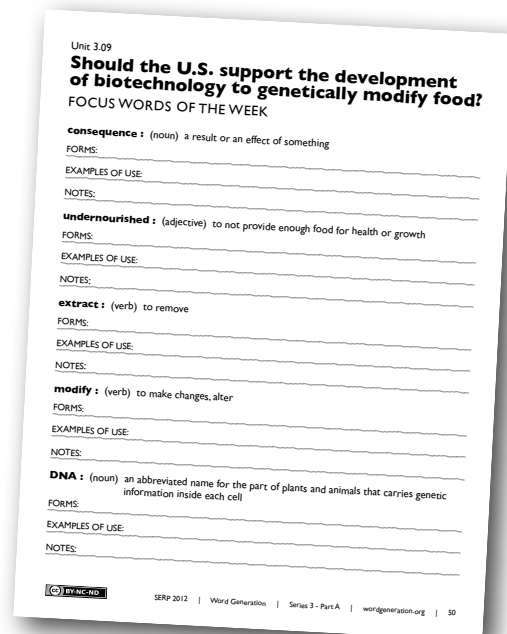 Unit 3.09
Should the U.S. support the development
of biotechnology to genetically modify food?
FOCUS WORDS OF THE WEEK
consequence : (noun) a result or an effect of something
FORMS:
EXAMPLES OF USE:
NOTES:
undernourished : (adjective) to not provide enough food for health or growth
FORMS:
EXAMPLES OF USE:
NOTES:
extract : (verb) to remove
FORMS:
EXAMPLES OF USE:
NOTES:
modify : (verb) to make changes, alter
FORMS:
EXAMPLES OF USE:
NOTES:
DNA : (noun) an abbreviated name for the part of plants and animals that carries genetic
information inside each cell
FORMS:
EXAMPLES OF USE:
NOTES:
cc BY-NC-ND SERP 2012 | Word Generation | Series 3 - Part A | wordgeneration.org | 50